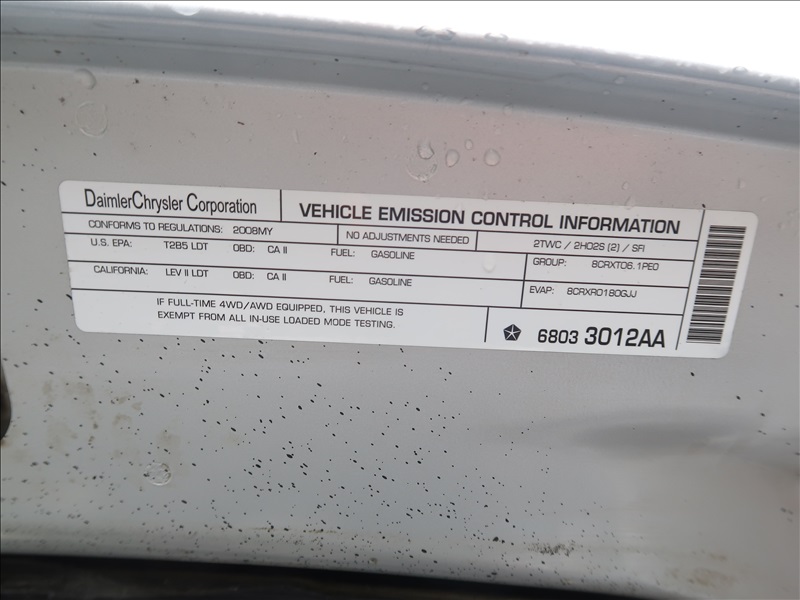 DaimlerChrysler Corporation
VEHICLE EMISSION CONTROL INFORMATION
CONFORMS TO REGULATIONS: 2008MY
NO ADJUSTMENTS NEEDED
2TWC / 2HO2S (2) / SFI
U.S. EPA: T2B5 LDT OBD: CA II FUEL: GASOLINE
GROUP: 8CRXT06.1PE0
CALIFORNIA: LEV II LDT OBD: CA II FUEL: GASOLINE
EVAP: 8CRXR0180GJJ
IF FULL-TIME 4WD/AWD EQUIPPED, THIS VEHICLE IS
EXEMPT FROM ALL IN-USE LOADED MODE TESTING.
6803 3012AA